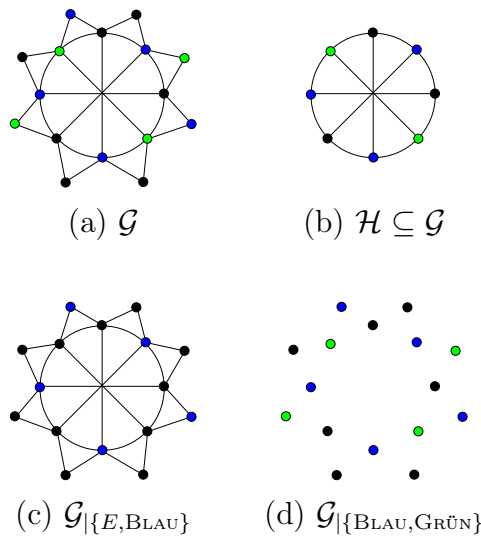 (a) 𝒢
(b) ℋ ⊆ 𝒢
(c) 𝒢|{E,BLAU}
(d) 𝒢|{BLAU,GRÜN}